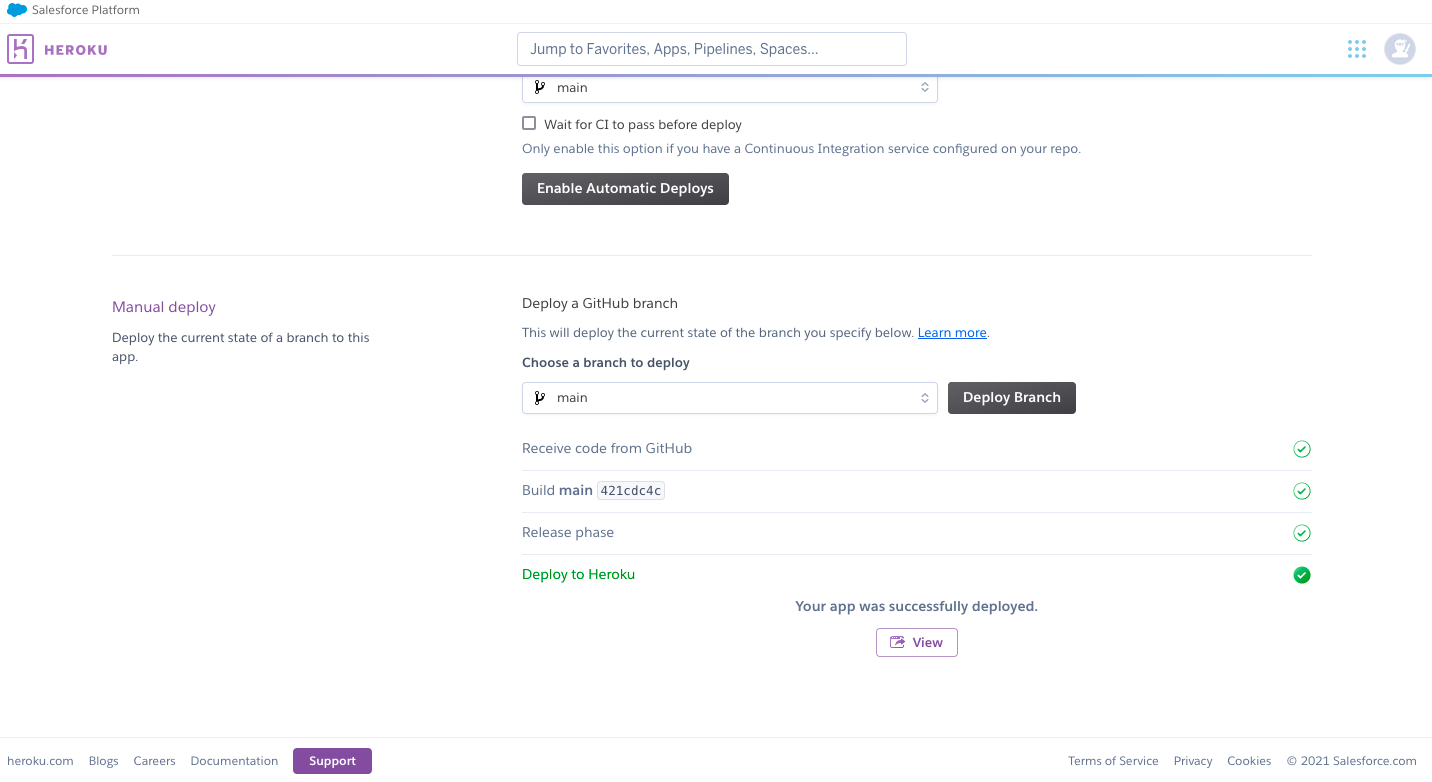 Salesforce Platform
HEROKU
Jump to Favorites, Apps, Pipelines, Spaces...
main
Wait for CI to pass before deploy
Only enable this option if you have a Continuous Integration service configured on your repo.
Enable Automatic Deploys
Manual deploy
Deploy the current state of a branch to this
app.
Deploy a GitHub branch
This will deploy the current state of the branch you specify below. Learn more.
Choose a branch to deploy
main
Deploy Branch
Receive code from GitHub
Build main 421cdc4c
Release phase
Deploy to Heroku
Your app was successfully deployed.
View
heroku.com Blogs Careers Documentation Support
Terms of Service Privacy Cookies © 2021 Salesforce.com